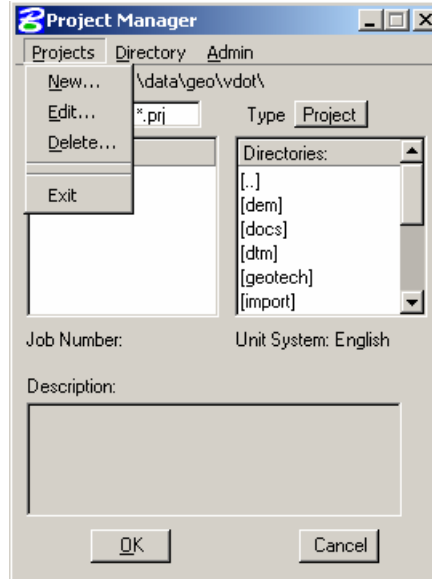 Project Manager
Projects Directory Admin
New... \data\geo\vdot\
Edit... *.prj Type Project
Delete...
Directories:
[..]
Exit
[dem]
[docs]
[dtm]
[geotech]
[import]
Job Number: Unit System: English
Description:
OK Cancel